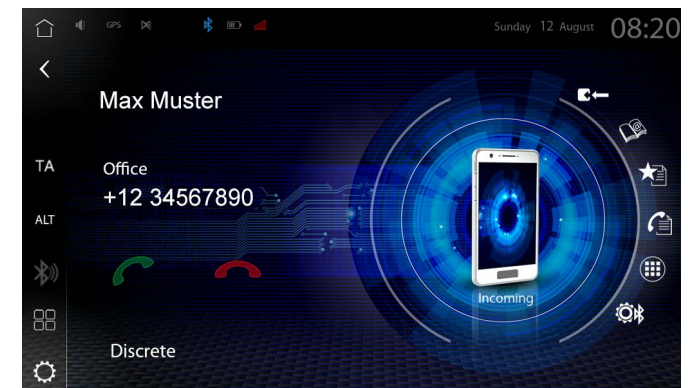 GPS
Sunday 12 August 08:20
Max Muster
TA
Office
+12 34567890
ALT
Incoming
Discrete